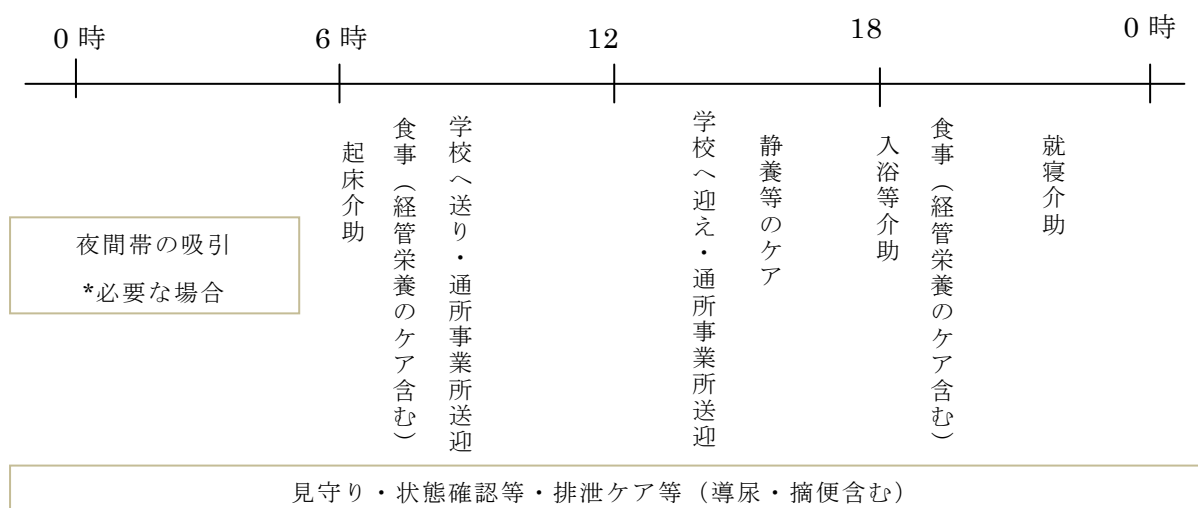 0 時
6 時
12
18
0 時
起床介助
食事（経管栄養のケア含む）
学校へ送り・通所事業所送迎
学校へ迎え・通所事業所送迎
静養等のケア
入浴等介助
食事（経管栄養のケア含む）
就寝介助
夜間帯の吸引
*必要な場合
見守り・状態確認等・排泄ケア等（導尿・摘便含む）